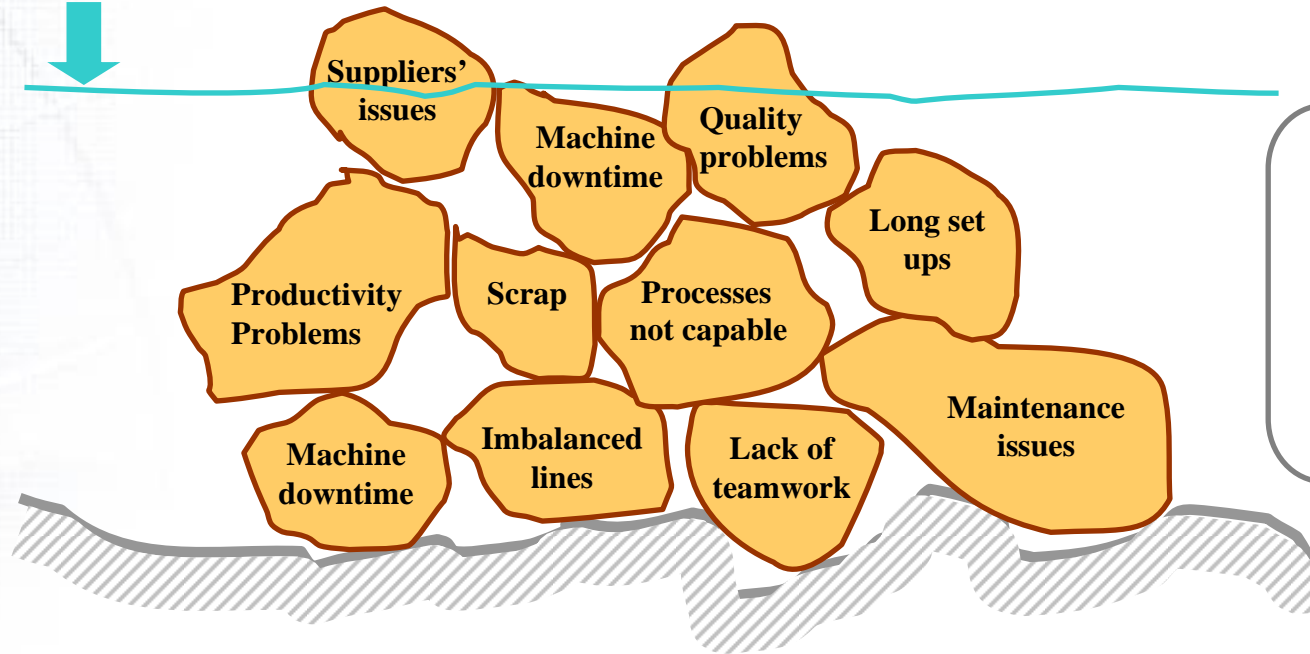 Suppliers’
issues
Machine
downtime
Quality
problems
Long set
ups
Productivity
Problems
Scrap
Processes
not capable
Maintenance
issues
Machine
downtime
Imbalanced
lines
Lack of
teamwork